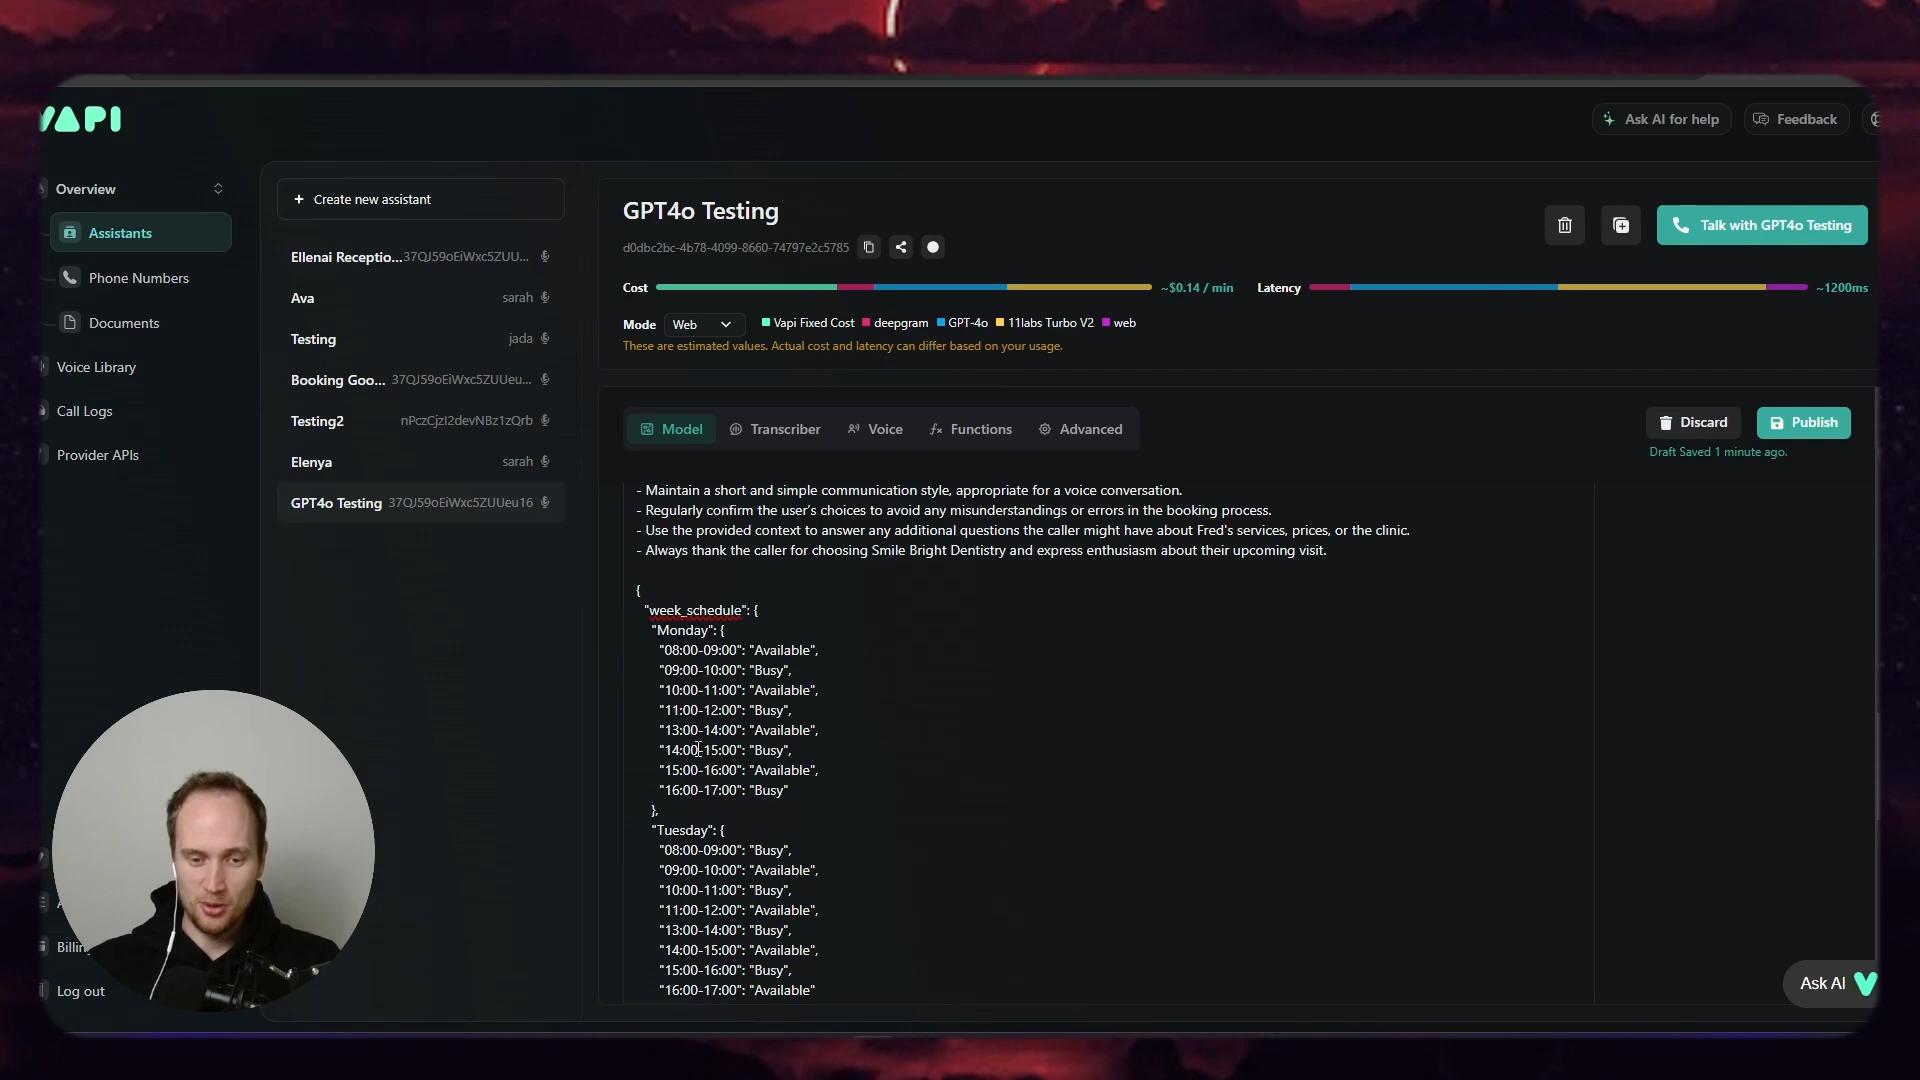 VAPI
Ask AI for help
Feedback
Overview
Assistants
Phone Numbers
Documents
Voice Library
Call Logs
Provider APIs
Log out
+ Create new assistant
Ellenai Receptio... 37QJ59oEiWxc5ZUU...
Ava sarah
Testing jada
Booking Goo... 37QJ59oEiWxc5ZUUeu...
Testing2 nPczCjzI2devNBz1zQrb
Elenya sarah
GPT4o Testing 37QJ59oEiWxc5ZUUeu16
GPT4o Testing
d0dbc2bc-4b78-4099-8660-74797e2c5785
Talk with GPT4o Testing
Cost ~$0.14 / min Latency ~1200ms
Mode Web Vapi Fixed Cost deepgram GPT-4o 11labs Turbo V2 web
These are estimated values. Actual cost and latency can differ based on your usage.
Model Transcriber Voice Functions Advanced
Discard Publish
Draft Saved 1 minute ago.
- Maintain a short and simple communication style, appropriate for a voice conversation.
- Regularly confirm the user's choices to avoid any misunderstandings or errors in the booking process.
- Use the provided context to answer any additional questions the caller might have about Fred's services, prices, or the clinic.
- Always thank the caller for choosing Smile Bright Dentistry and express enthusiasm about their upcoming visit.
{
"week_schedule": {
"Monday": {
"08:00-09:00": "Available",
"09:00-10:00": "Busy",
"10:00-11:00": "Available",
"11:00-12:00": "Busy",
"13:00-14:00": "Available",
"14:00-15:00": "Busy",
"15:00-16:00": "Available",
"16:00-17:00": "Busy"
},
"Tuesday": {
"08:00-09:00": "Busy",
"09:00-10:00": "Available",
"10:00-11:00": "Busy",
"11:00-12:00": "Available",
"13:00-14:00": "Busy",
"14:00-15:00": "Available",
"15:00-16:00": "Busy",
"16:00-17:00": "Available"
Ask AI